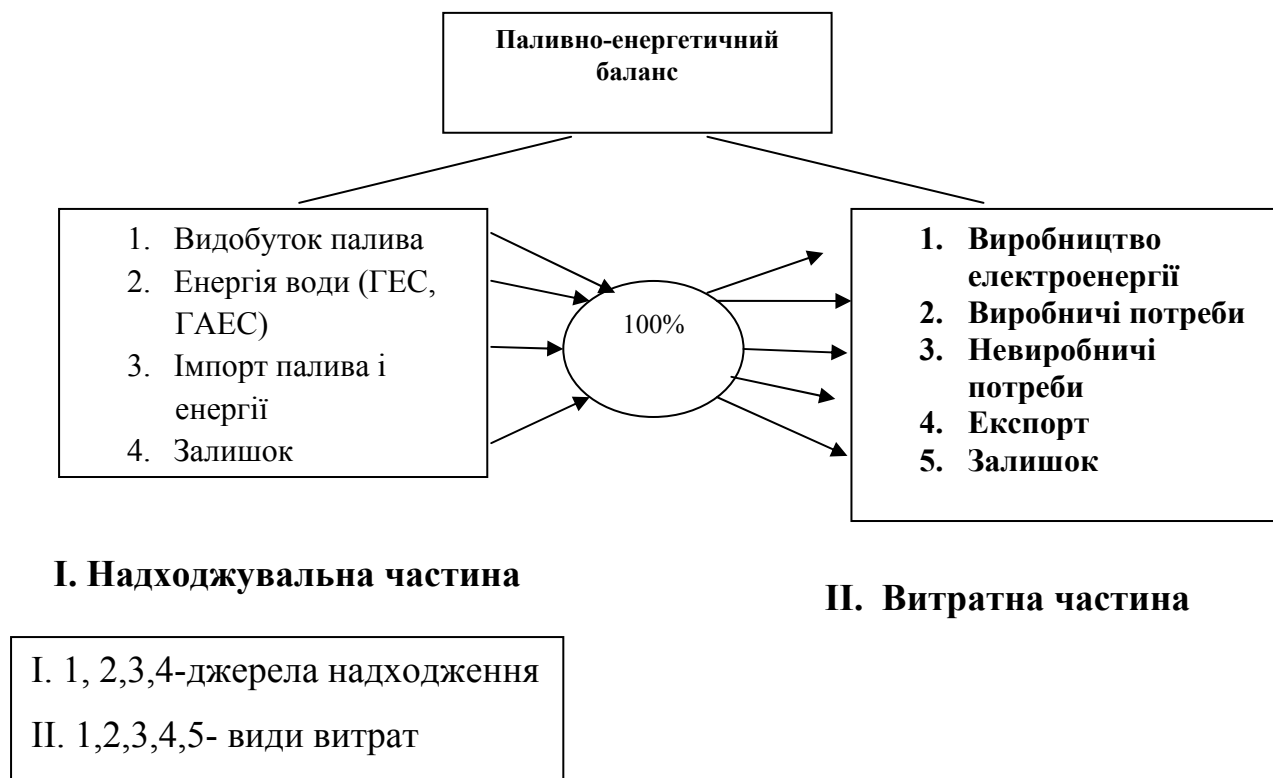 Паливно-енергетичний
баланс
1. Видобуток палива
2. Енергія води (ГЕС,
ГАЕС)
3. Імпорт палива і
енергії
4. Залишок
100%
1. Виробництво
електроенергії
2. Виробничі потреби
3. Невиробничі
потреби
4. Експорт
5. Залишок
І. Надходжувальна частина
ІІ. Витратна частина
І. 1, 2,3,4-джерела надходження
ІІ. 1,2,3,4,5- види витрат